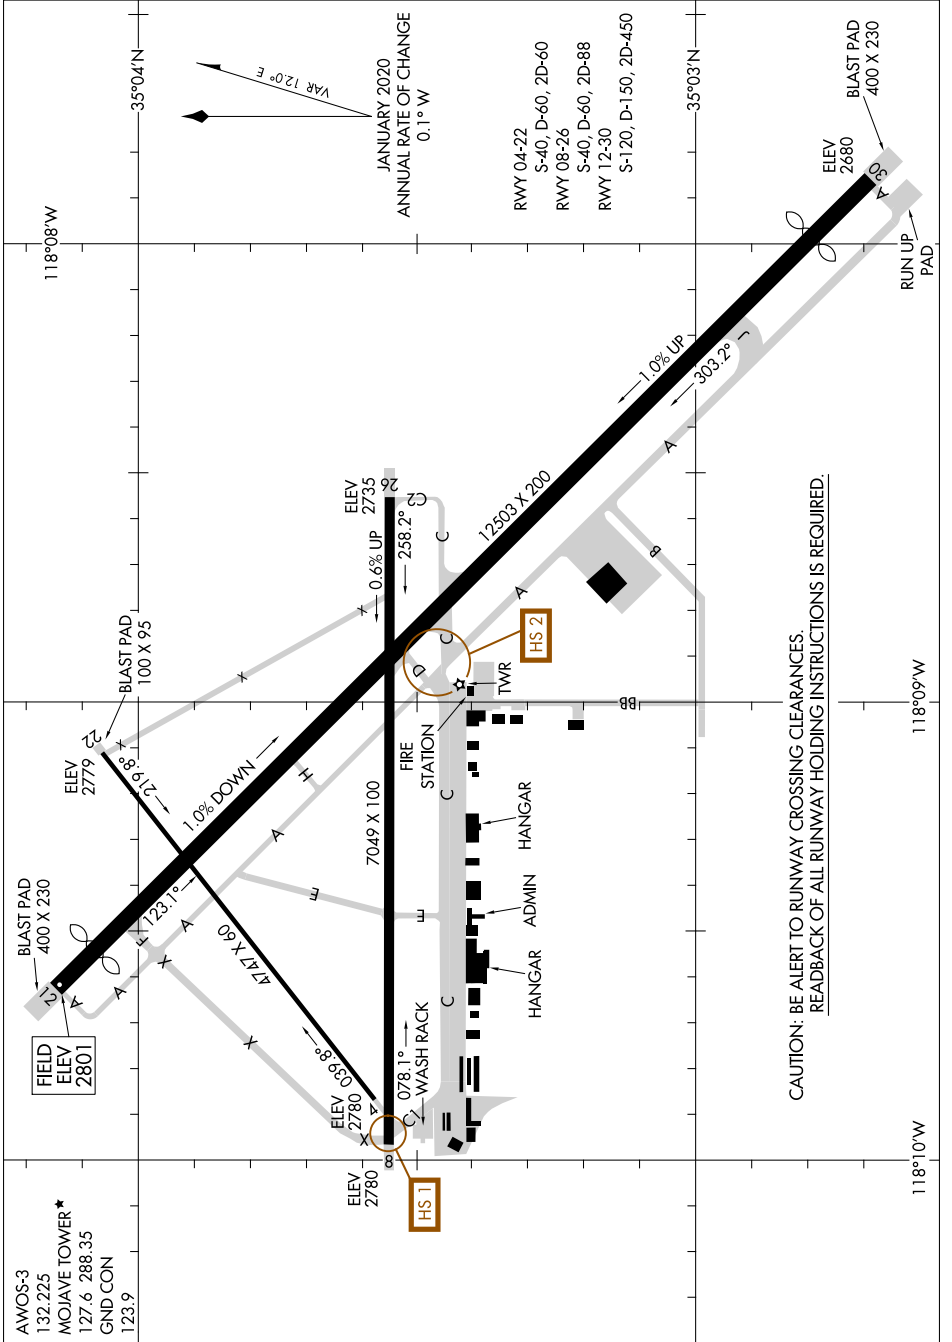 AWOS-3
132.225
MOJAVE TOWER★
127.6 288.35
GND CON
123.9
118°10'W
118°09'W
118°08'W
35°04'N
35°03'N
VAR 12.0° E
JANUARY 2020
ANNUAL RATE OF CHANGE
0.1° W
FIELD
ELEV
2801
BLAST PAD
400 X 230
12
A
A
F
123.1°
X
A
X
4747 X 60
ELEV
2779
22
BLAST PAD
100 X 95
X
219.8°
1.0% DOWN
H
A
E
E
X
X
039.8°
ELEV
2780
4
X
ELEV
2780
8
HS 1
C1
078.1°
WASH RACK
7049 X 100
0.6% UP
258.2°
ELEV
2735
26
C2
C
C
C
C
D
HS 2
FIRE
STATION
TWR
HANGAR
ADMIN
HANGAR
BB
B
A
A
12503 X 200
1.0% UP
303.2°
J
ELEV
2680
30
A
BLAST PAD
400 X 230
RUN UP
PAD
RWY 04-22
S-40, D-60, 2D-60
RWY 08-26
S-40, D-60, 2D-88
RWY 12-30
S-120, D-150, 2D-450
CAUTION: BE ALERT TO RUNWAY CROSSING CLEARANCES.
READBACK OF ALL RUNWAY HOLDING INSTRUCTIONS IS REQUIRED.
118°10'W